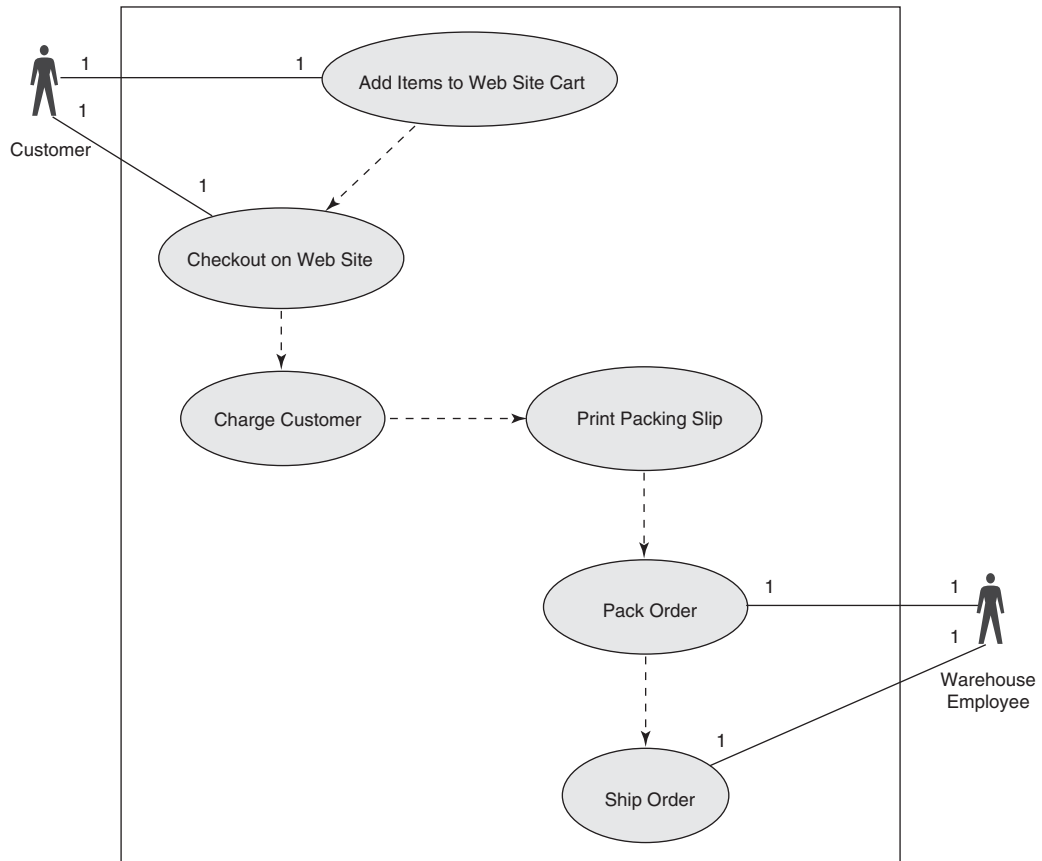 1
1
Add Items to Web Site Cart
1
Customer
1
Checkout on Web Site
Charge Customer
Print Packing Slip
1
1
Pack Order
1
Warehouse
Employee
1
Ship Order